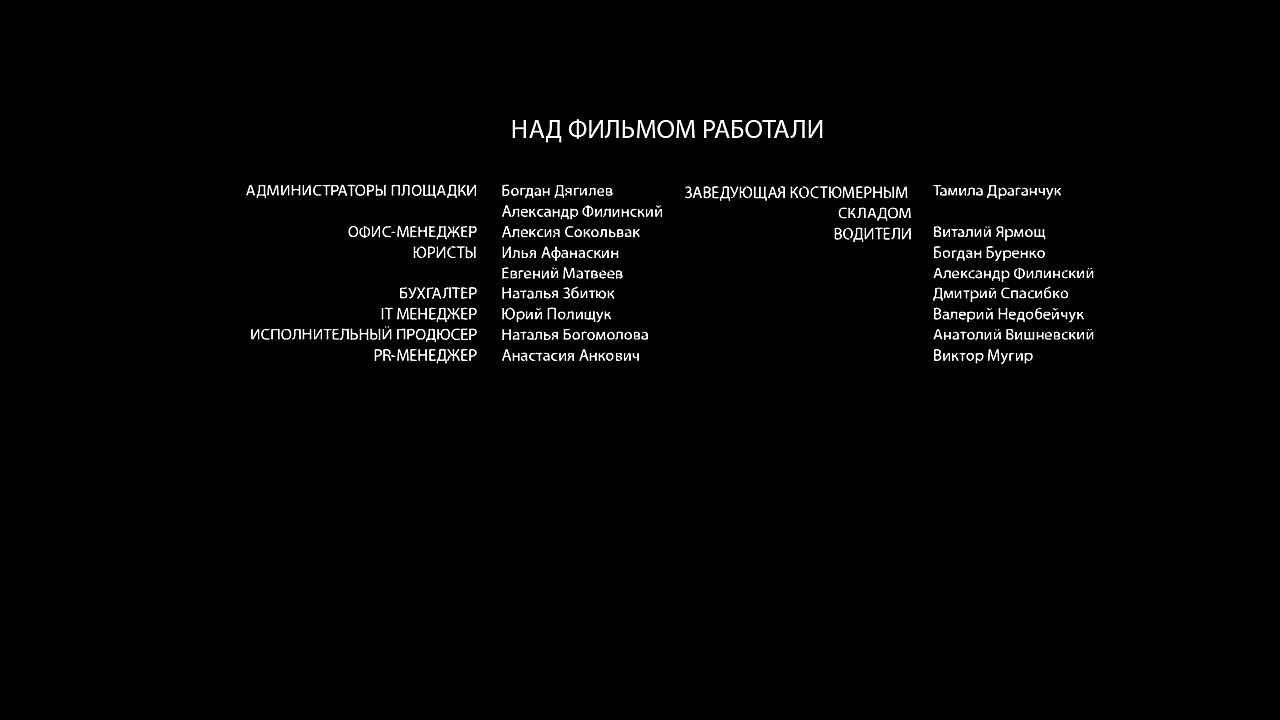 НАД ФИЛЬМОМ РАБОТАЛИ
АДМИНИСТРАТОРЫ ПЛОЩАДКИ Богдан Дягилев
Александр Филинский
ОФИС-МЕНЕДЖЕР Алексия Сокольвак
ЮРИСТЫ Илья Афанаскин
Евгений Матвеев
БУХГАЛТЕР Наталья Збитюк
IT МЕНЕДЖЕР Юрий Полищук
ИСПОЛНИТЕЛЬНЫЙ ПРОДЮСЕР Наталья Богомолова
PR-МЕНЕДЖЕР Анастасия Анкович
ЗАВЕДУЮЩАЯ КОСТЮМЕРНЫМ Тамила Драганчук
СКЛАДОМ
ВОДИТЕЛИ Виталий Ярмощ
Богдан Буренко
Александр Филинский
Дмитрий Спасибко
Валерий Недобейчук
Анатолий Вишневский
Виктор Мугир